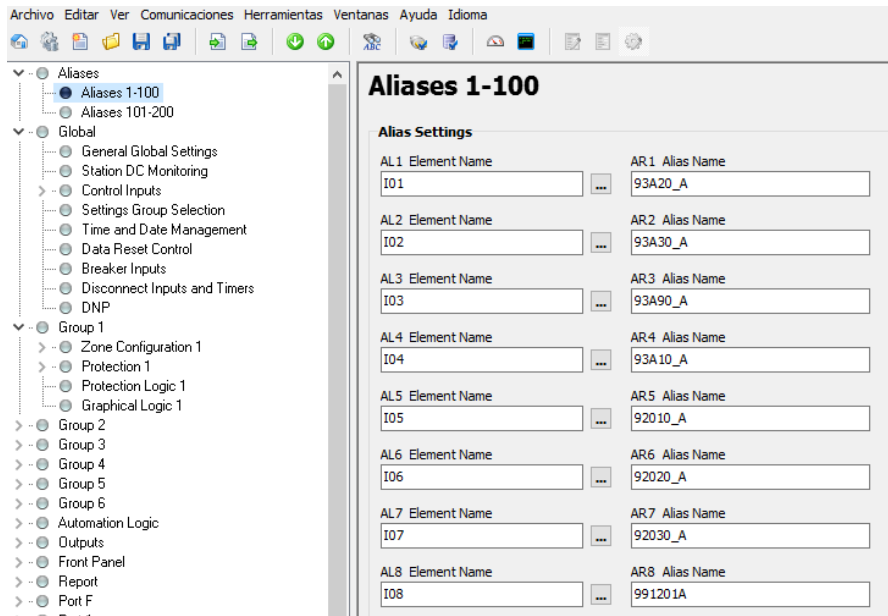 Archivo Editar Ver Comunicaciones Herramientas Ventanas Ayuda Idioma
Aliases
Aliases 1-100
Aliases 101-200
Global
General Global Settings
Station DC Monitoring
Control Inputs
Settings Group Selection
Time and Date Management
Data Reset Control
Breaker Inputs
Disconnect Inputs and Timers
DNP
Group 1
Zone Configuration 1
Protection 1
Protection Logic 1
Graphical Logic 1
Group 2
Group 3
Group 4
Group 5
Group 6
Automation Logic
Outputs
Front Panel
Report
Port F
Aliases 1-100
Alias Settings
AL1 Element Name AR1 Alias Name
I01 ... 93A20_A
AL2 Element Name AR2 Alias Name
I02 ... 93A30_A
AL3 Element Name AR3 Alias Name
I03 ... 93A90_A
AL4 Element Name AR4 Alias Name
I04 ... 93A10_A
AL5 Element Name AR5 Alias Name
I05 ... 92010_A
AL6 Element Name AR6 Alias Name
I06 ... 92020_A
AL7 Element Name AR7 Alias Name
I07 ... 92030_A
AL8 Element Name AR8 Alias Name
I08 ... 991201A